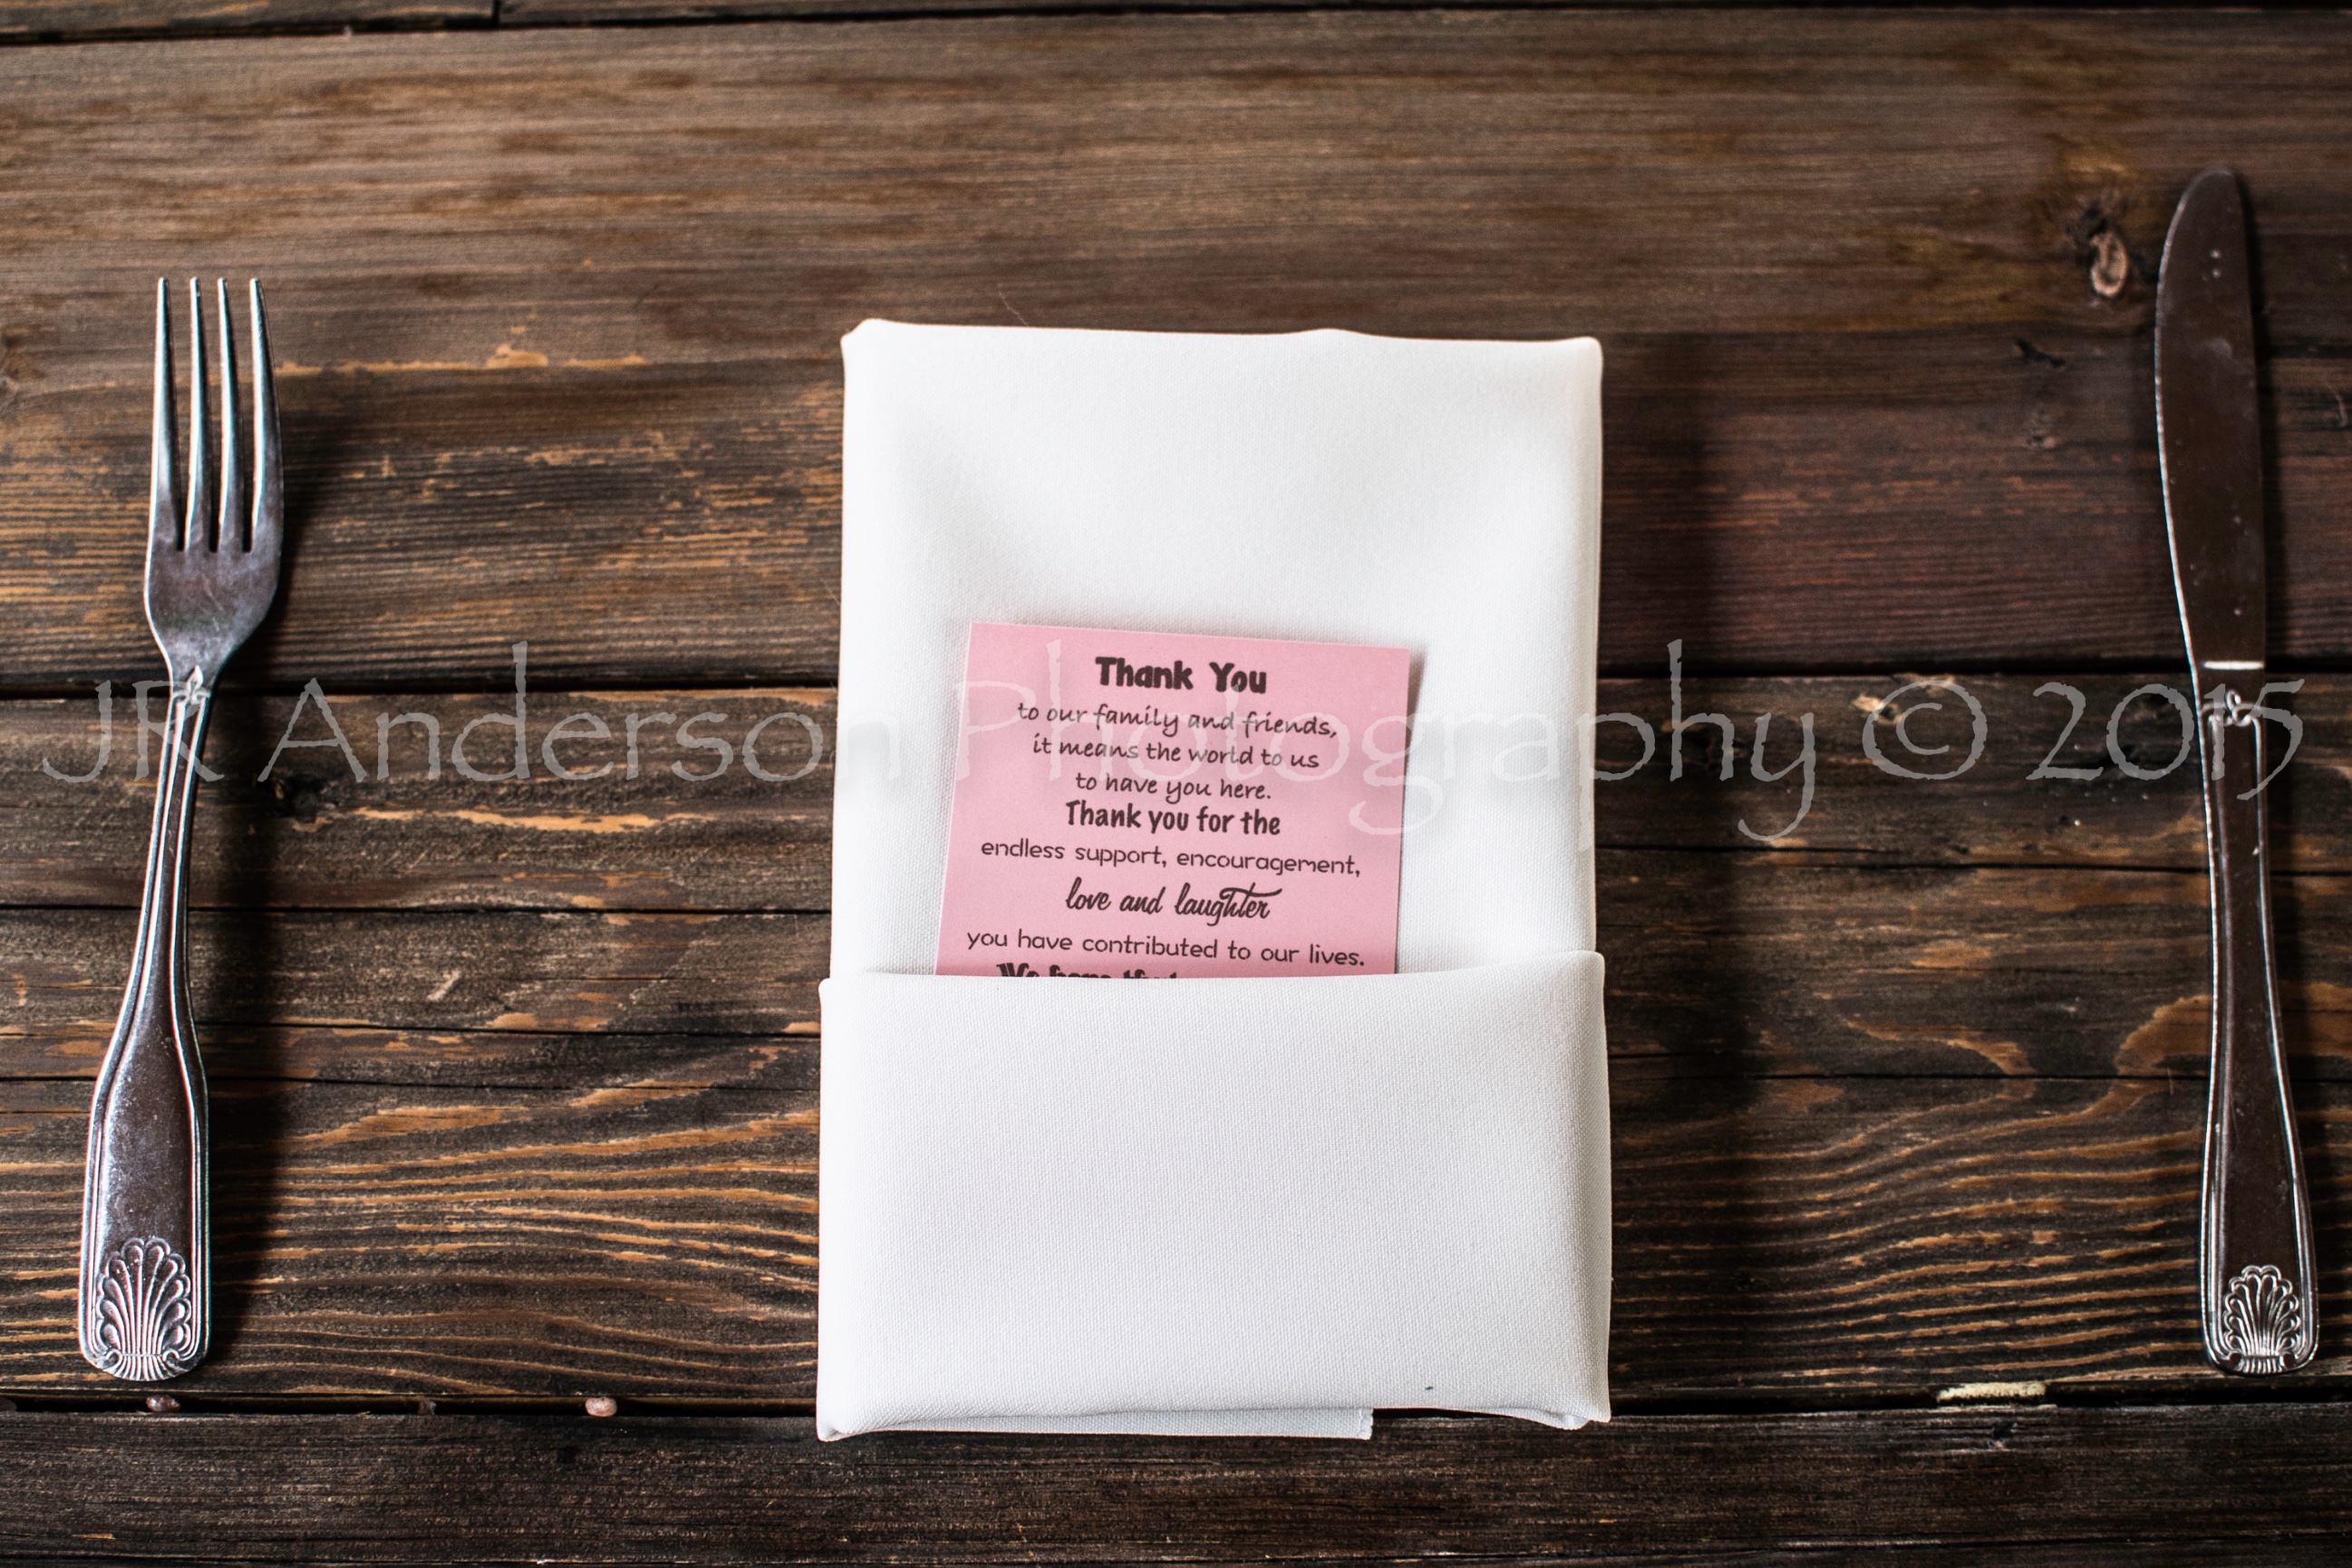 Thank You
to our family and friends,
it means the world to us
to have you here.
Thank you for the
endless support, encouragement,
love and laughter
you have contributed to our lives.
JR Anderson Photography © 2015